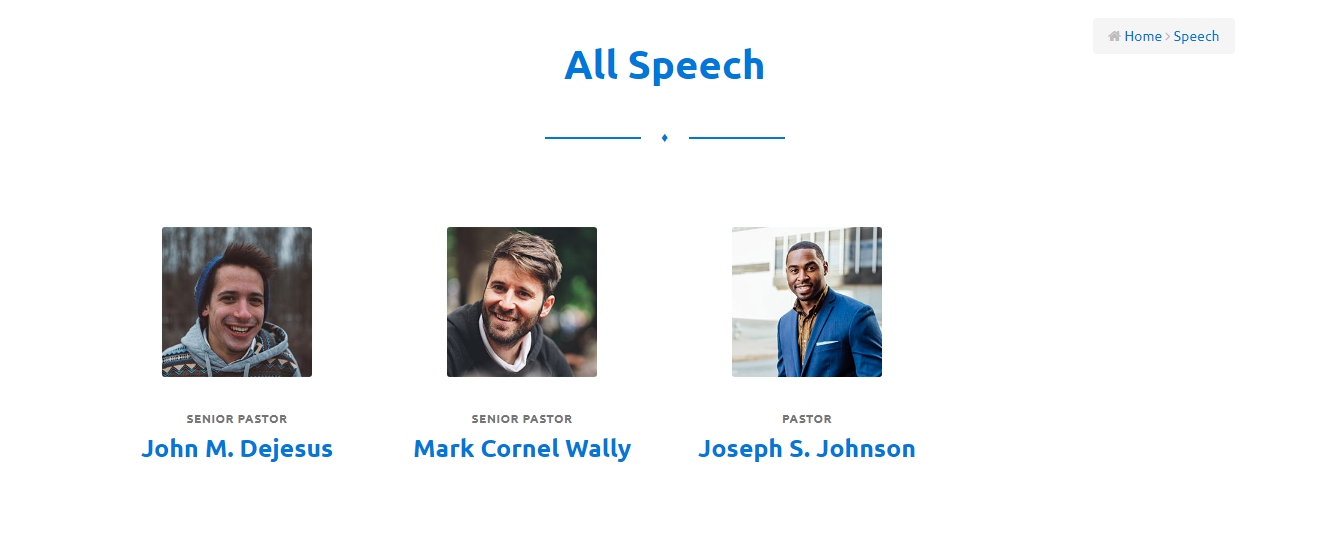 Home > Speech
All Speech
SENIOR PASTOR
John M. Dejesus
SENIOR PASTOR
Mark Cornel Wally
PASTOR
Joseph S. Johnson